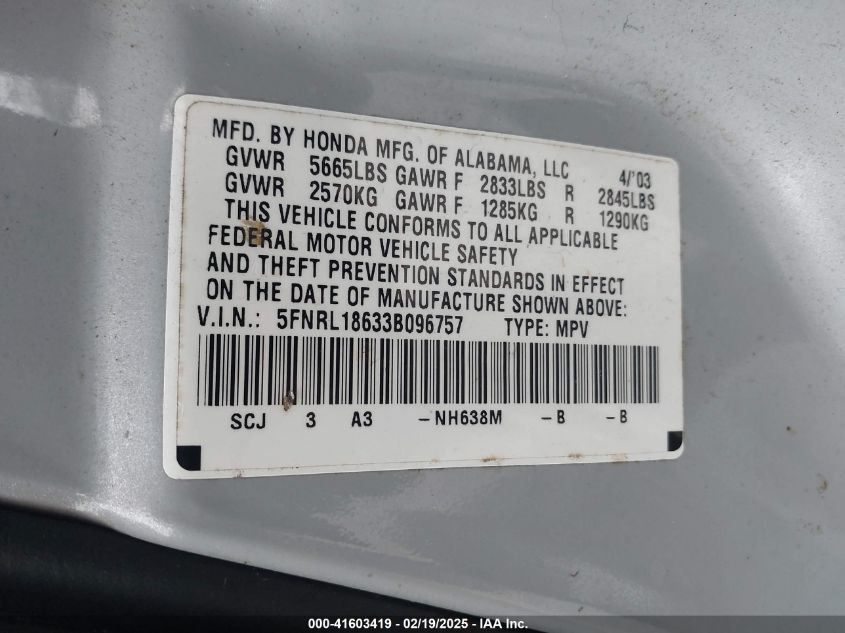 MFD. BY HONDA MFG. OF ALABAMA, LLC 4/'03
GVWR 5665LBS GAWR F 2833LBS R 2845LBS
GVWR 2570KG GAWR F 1285KG R 1290KG
THIS VEHICLE CONFORMS TO ALL APPLICABLE
FEDERAL MOTOR VEHICLE SAFETY
AND THEFT PREVENTION STANDARDS IN EFFECT
ON THE DATE OF MANUFACTURE SHOWN ABOVE:
V.I.N.: 5FNRL18633B096757 TYPE: MPV
SCJ 3 A3 -NH638M -B -B
000-41603419 - 02/19/2025 - IAA Inc.